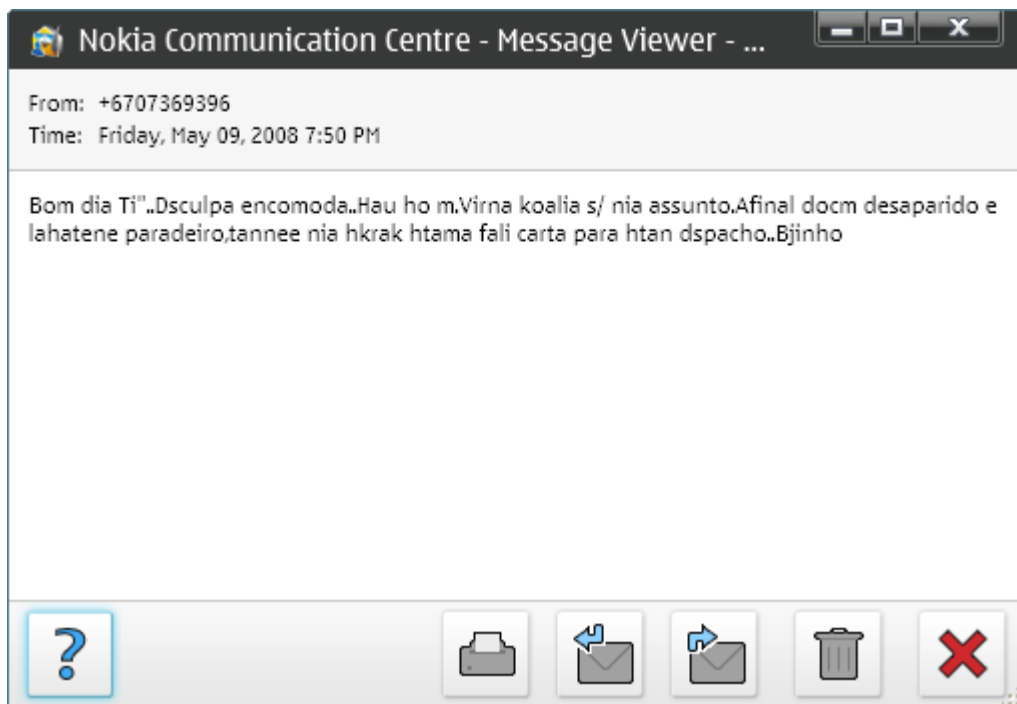 Nokia Communication Centre - Message Viewer - ...
From: +6707369396
Time: Friday, May 09, 2008 7:50 PM
Bom dia Ti"..Dsculpa encomoda..Hau ho m.Virna koalia s/ nia assunto.Afinal docm desaparido e
lahatene paradeiro,tannee nia hkrak htama fali carta para htan dspacho..Bjinho